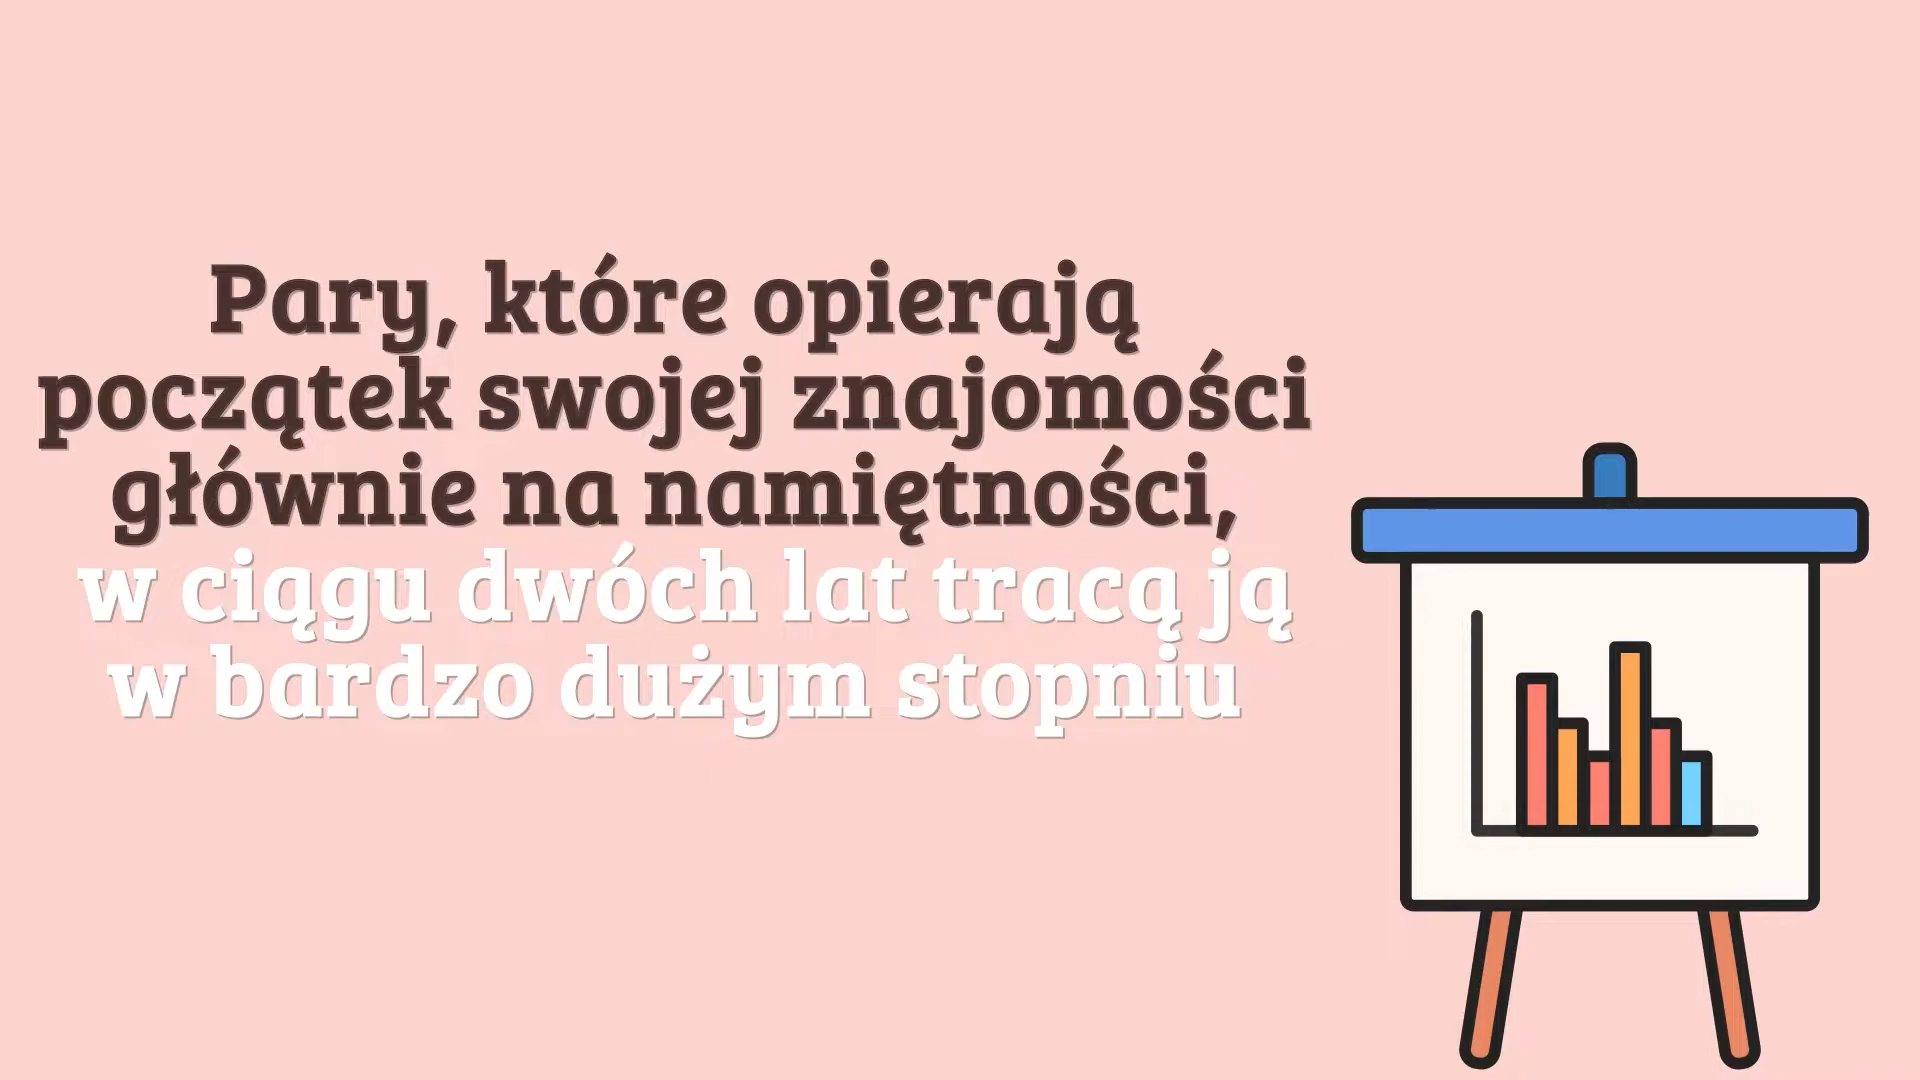 Pary, które opierają
początek swojej znajomości
głównie na namiętności,
w ciągu dwóch lat tracą ją
w bardzo dużym stopniu